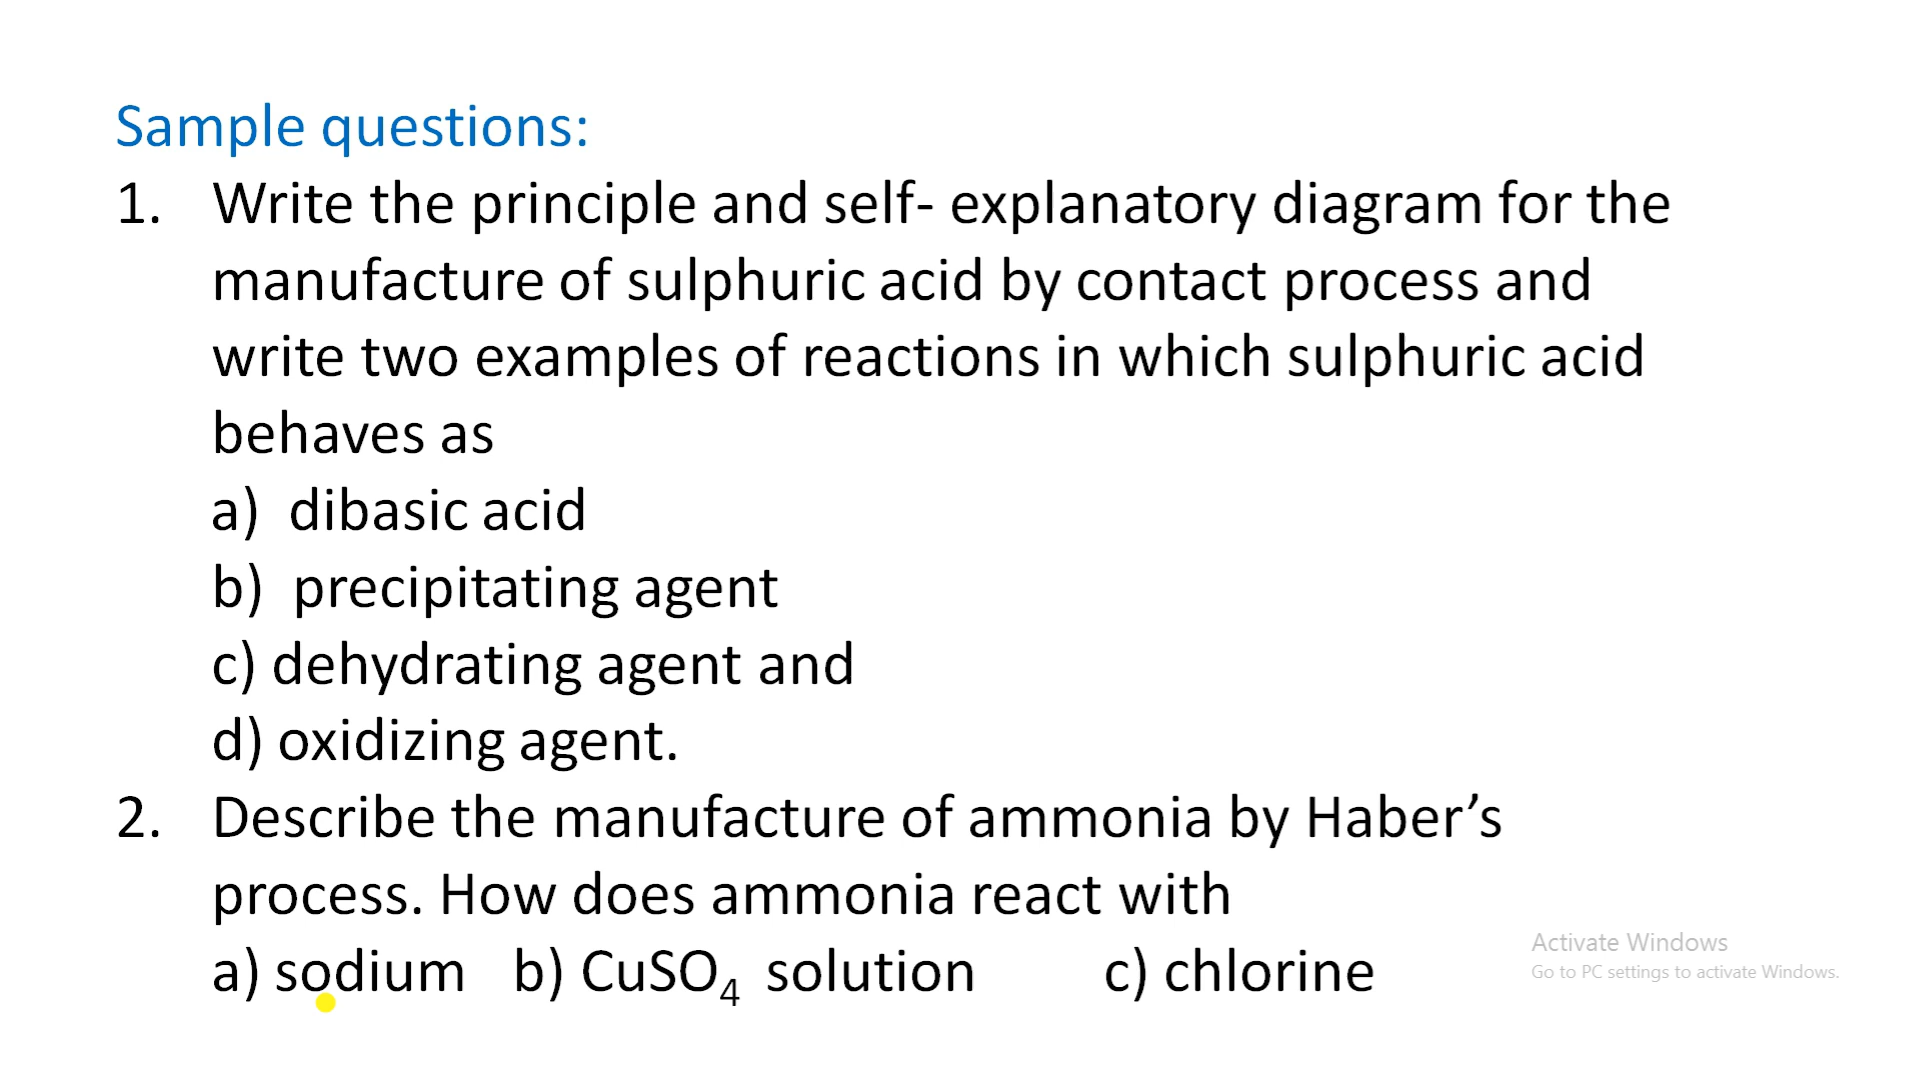 Sample questions:
1. Write the principle and self- explanatory diagram for the
manufacture of sulphuric acid by contact process and
write two examples of reactions in which sulphuric acid
behaves as
a) dibasic acid
b) precipitating agent
c) dehydrating agent and
d) oxidizing agent.
2. Describe the manufacture of ammonia by Haber’s
process. How does ammonia react with
a) sodium b) CuSO₄ solution c) chlorine
Activate Windows
Go to PC settings to activate Windows.